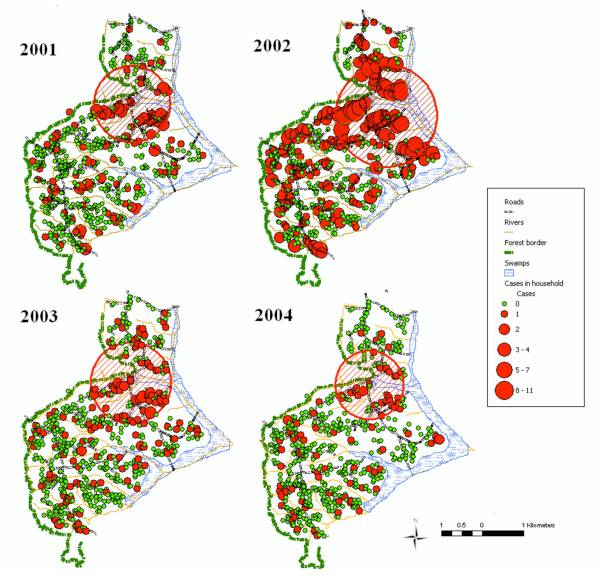 2001
2002
2003
2004
Roads
Rivers
Forest border
Swamps
Cases in household
Cases
0
1
2
3 - 4
5 - 7
8 - 11
N
1 0.5 0 1 Kilometers